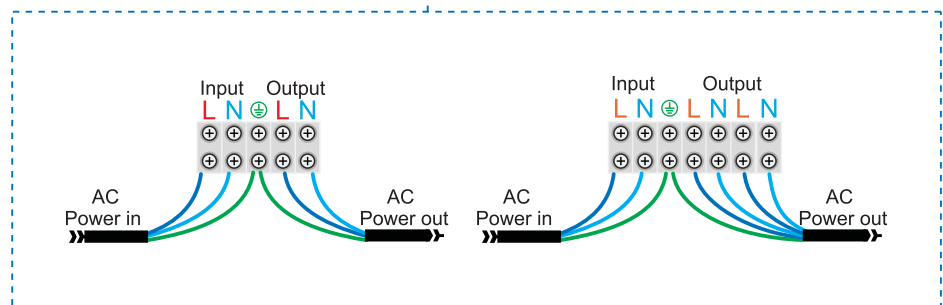 Input Output
L N L N
AC
Power in
AC
Power out
Input Output
L N L N L N
AC
Power in
AC
Power out